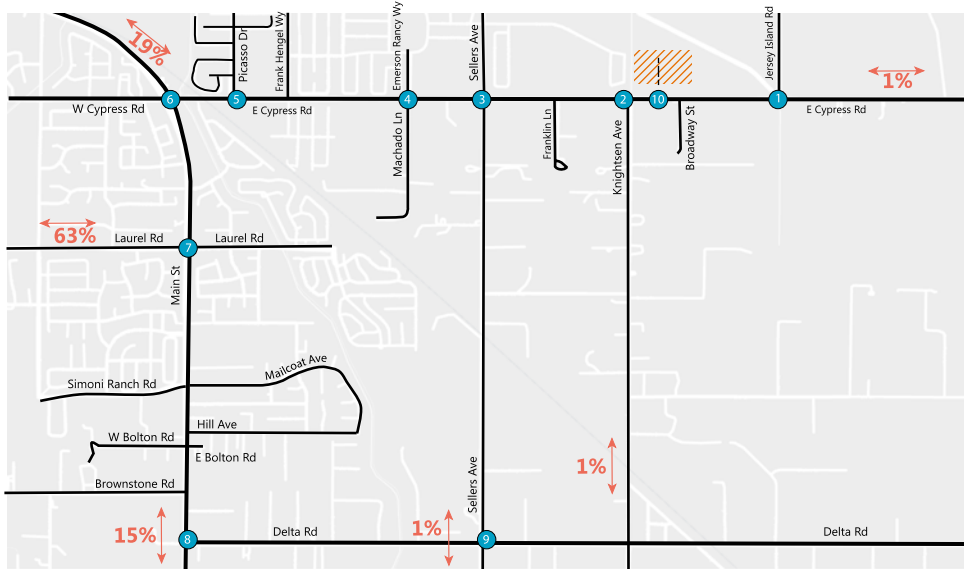 19%
Picasso Dr
Frank Hengel Wy
Emerson Rancy Wy
Sellers Ave
Jersey Island Rd
1%
6
5
4
3
2
10
1
W Cypress Rd
E Cypress Rd
E Cypress Rd
Machado Ln
Franklin Ln
Knightsen Ave
Broadway St
63%
Laurel Rd
7
Laurel Rd
Main St
Simoni Ranch Rd
Mailcoat Ave
Hill Ave
W Bolton Rd
E Bolton Rd
Brownstone Rd
Sellers Ave
1%
15%
8
Delta Rd
1%
9
Delta Rd